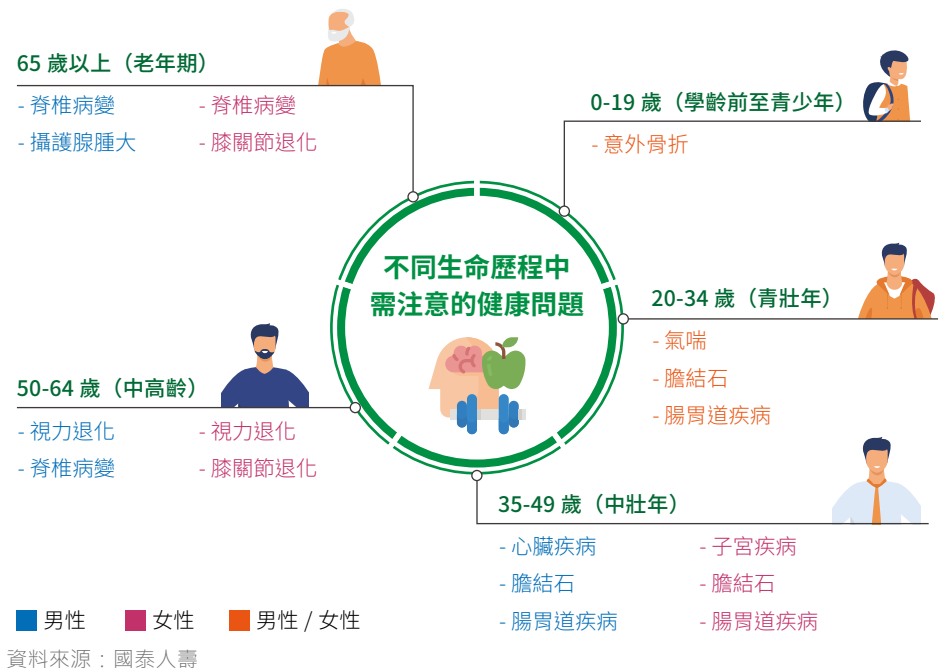 65 歲以上（老年期）
- 脊椎病變
- 攝護腺腫大
- 脊椎病變
- 膝關節退化
0-19 歲（學齡前至青少年）
- 意外骨折
不同生命歷程中
需注意的健康問題
20-34 歲（青壯年）
- 氣喘
- 膽結石
- 腸胃道疾病
50-64 歲（中高齡）
- 視力退化
- 脊椎病變
- 視力退化
- 膝關節退化
35-49 歲（中壯年）
- 心臟疾病
- 膽結石
- 腸胃道疾病
- 子宮疾病
- 膽結石
- 腸胃道疾病
男性
女性
男性 / 女性
資料來源：國泰人壽